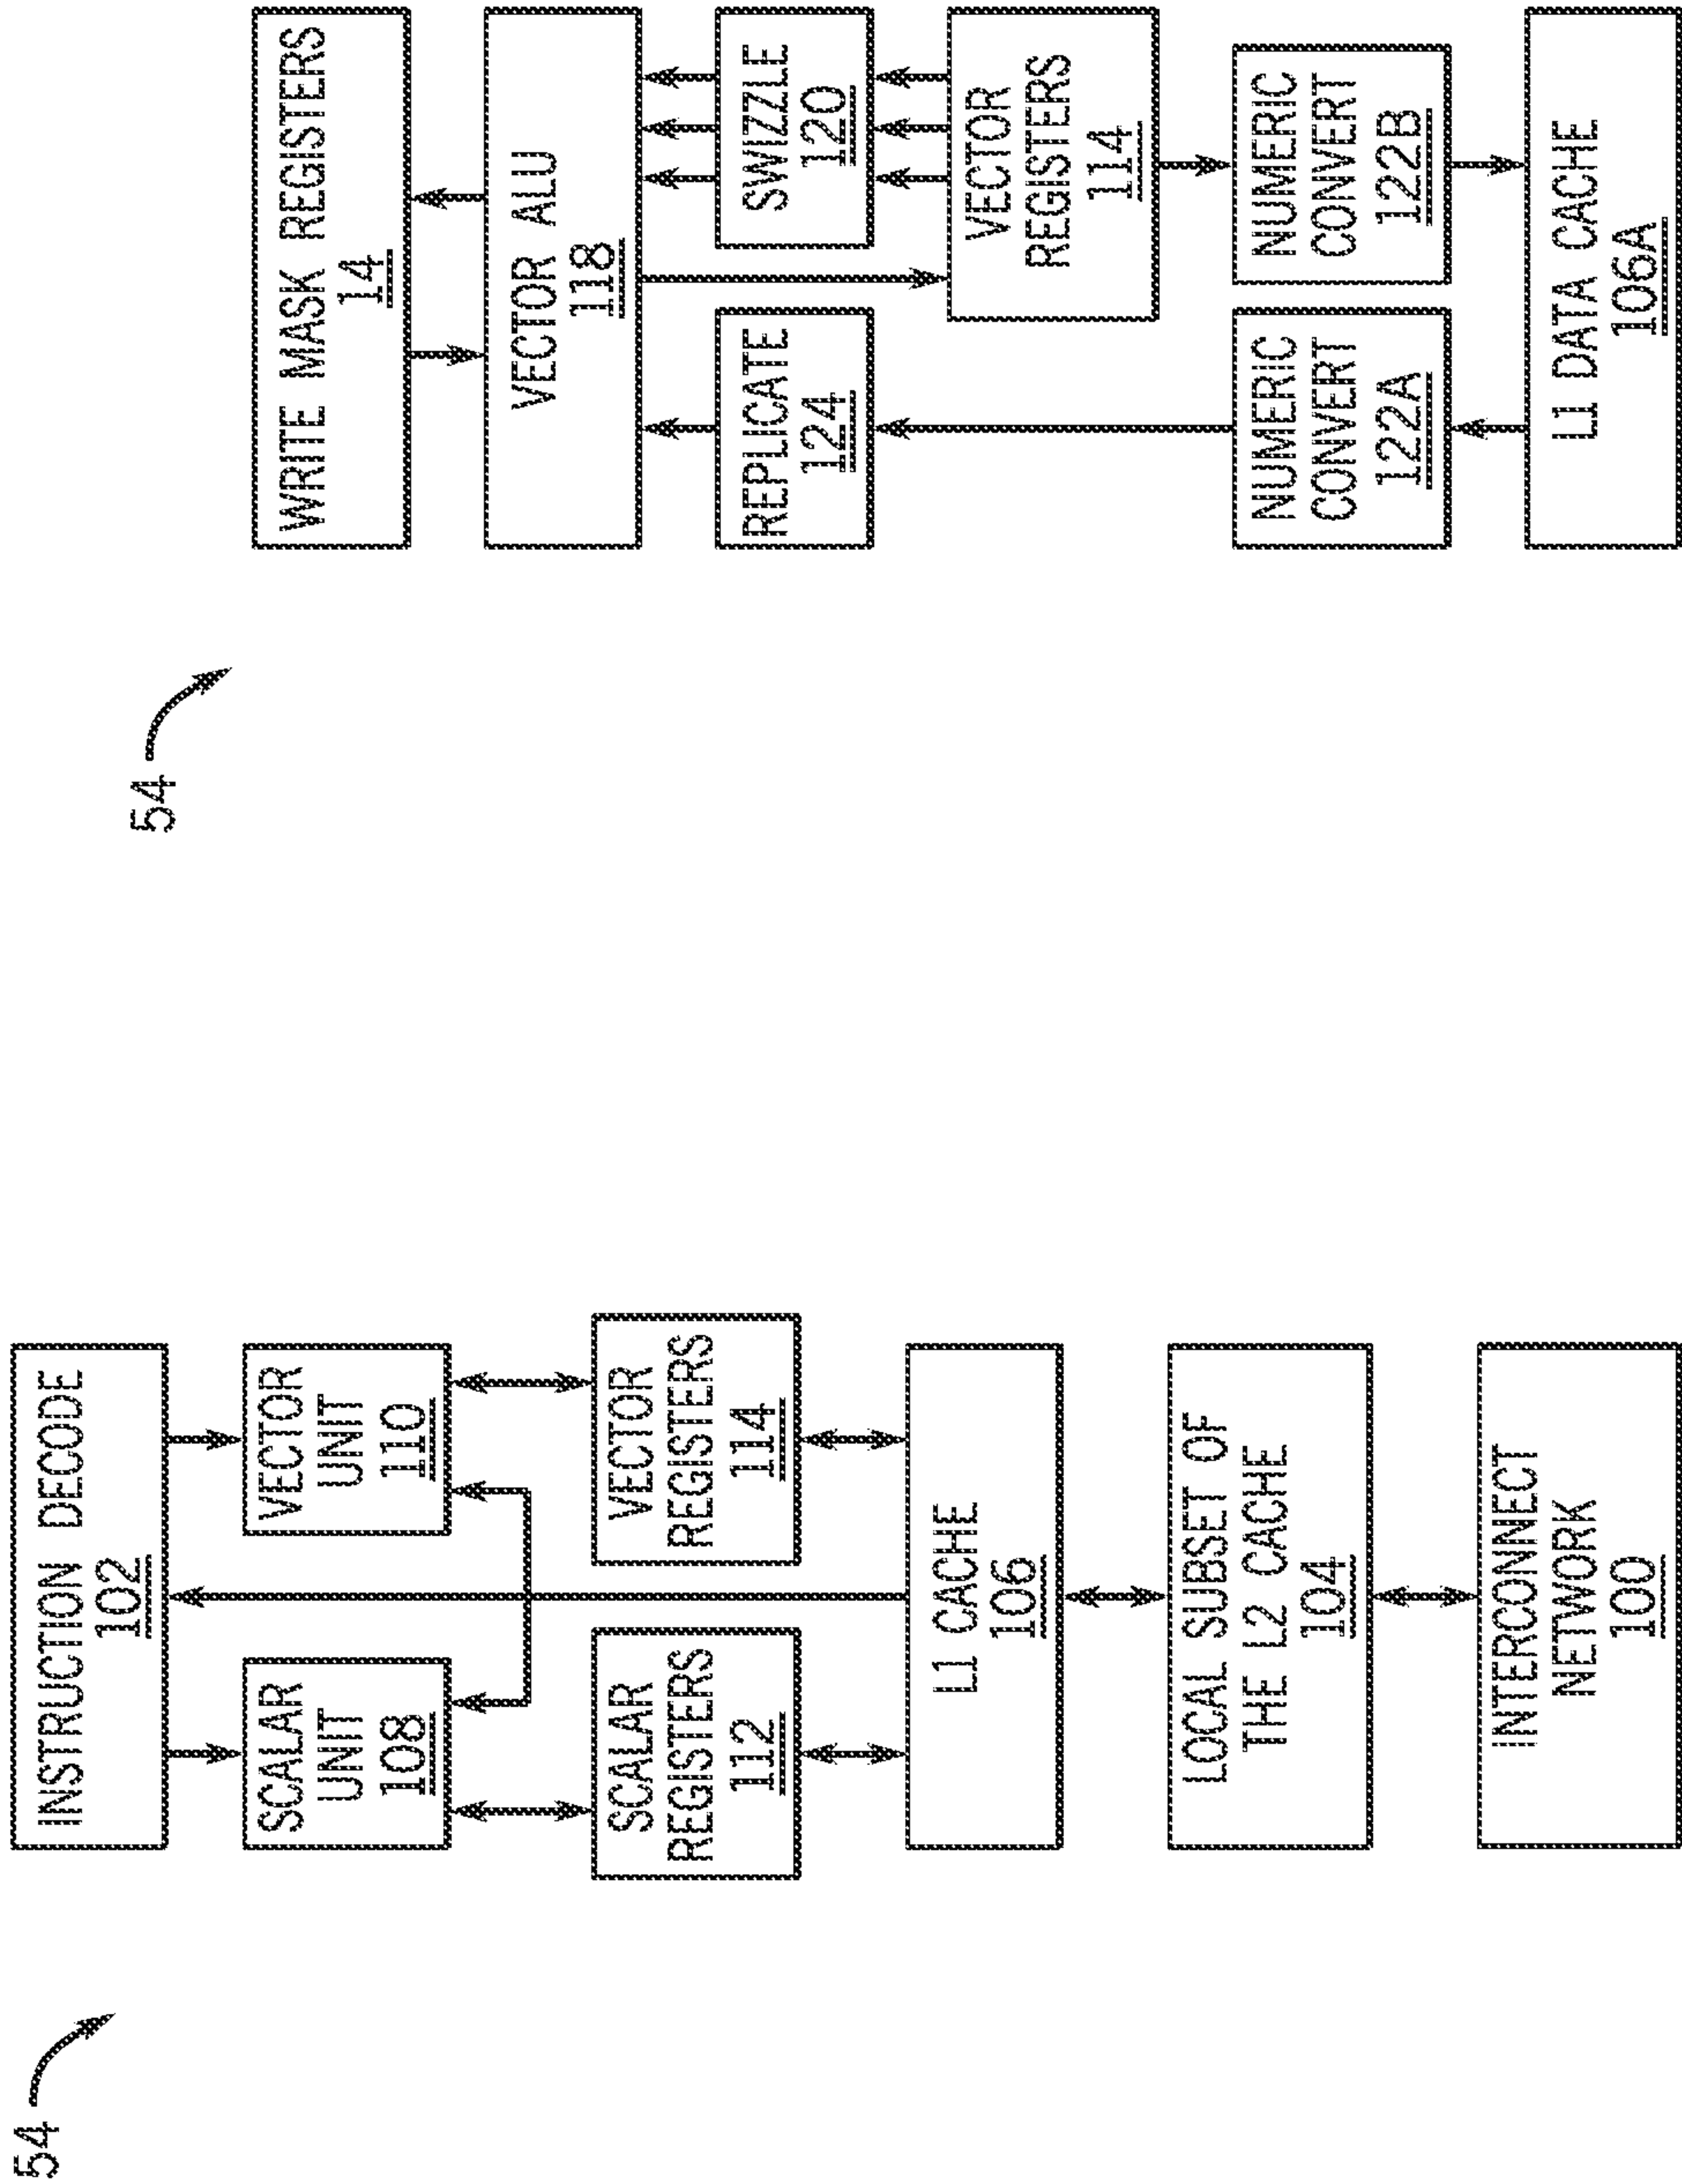 54
INSTRUCTION DECODE
102
SCALAR
UNIT
108
VECTOR
UNIT
110
SCALAR
REGISTERS
112
VECTOR
REGISTERS
114
L1 CACHE
106
LOCAL SUBSET OF
THE L2 CACHE
104
INTERCONNECT
NETWORK
100
54
WRITE MASK REGISTERS
14
VECTOR ALU
118
REPLICATE
124
SWIZZLE
120
VECTOR
REGISTERS
114
NUMERIC
CONVERT
122A
NUMERIC
CONVERT
122B
L1 DATA CACHE
106A